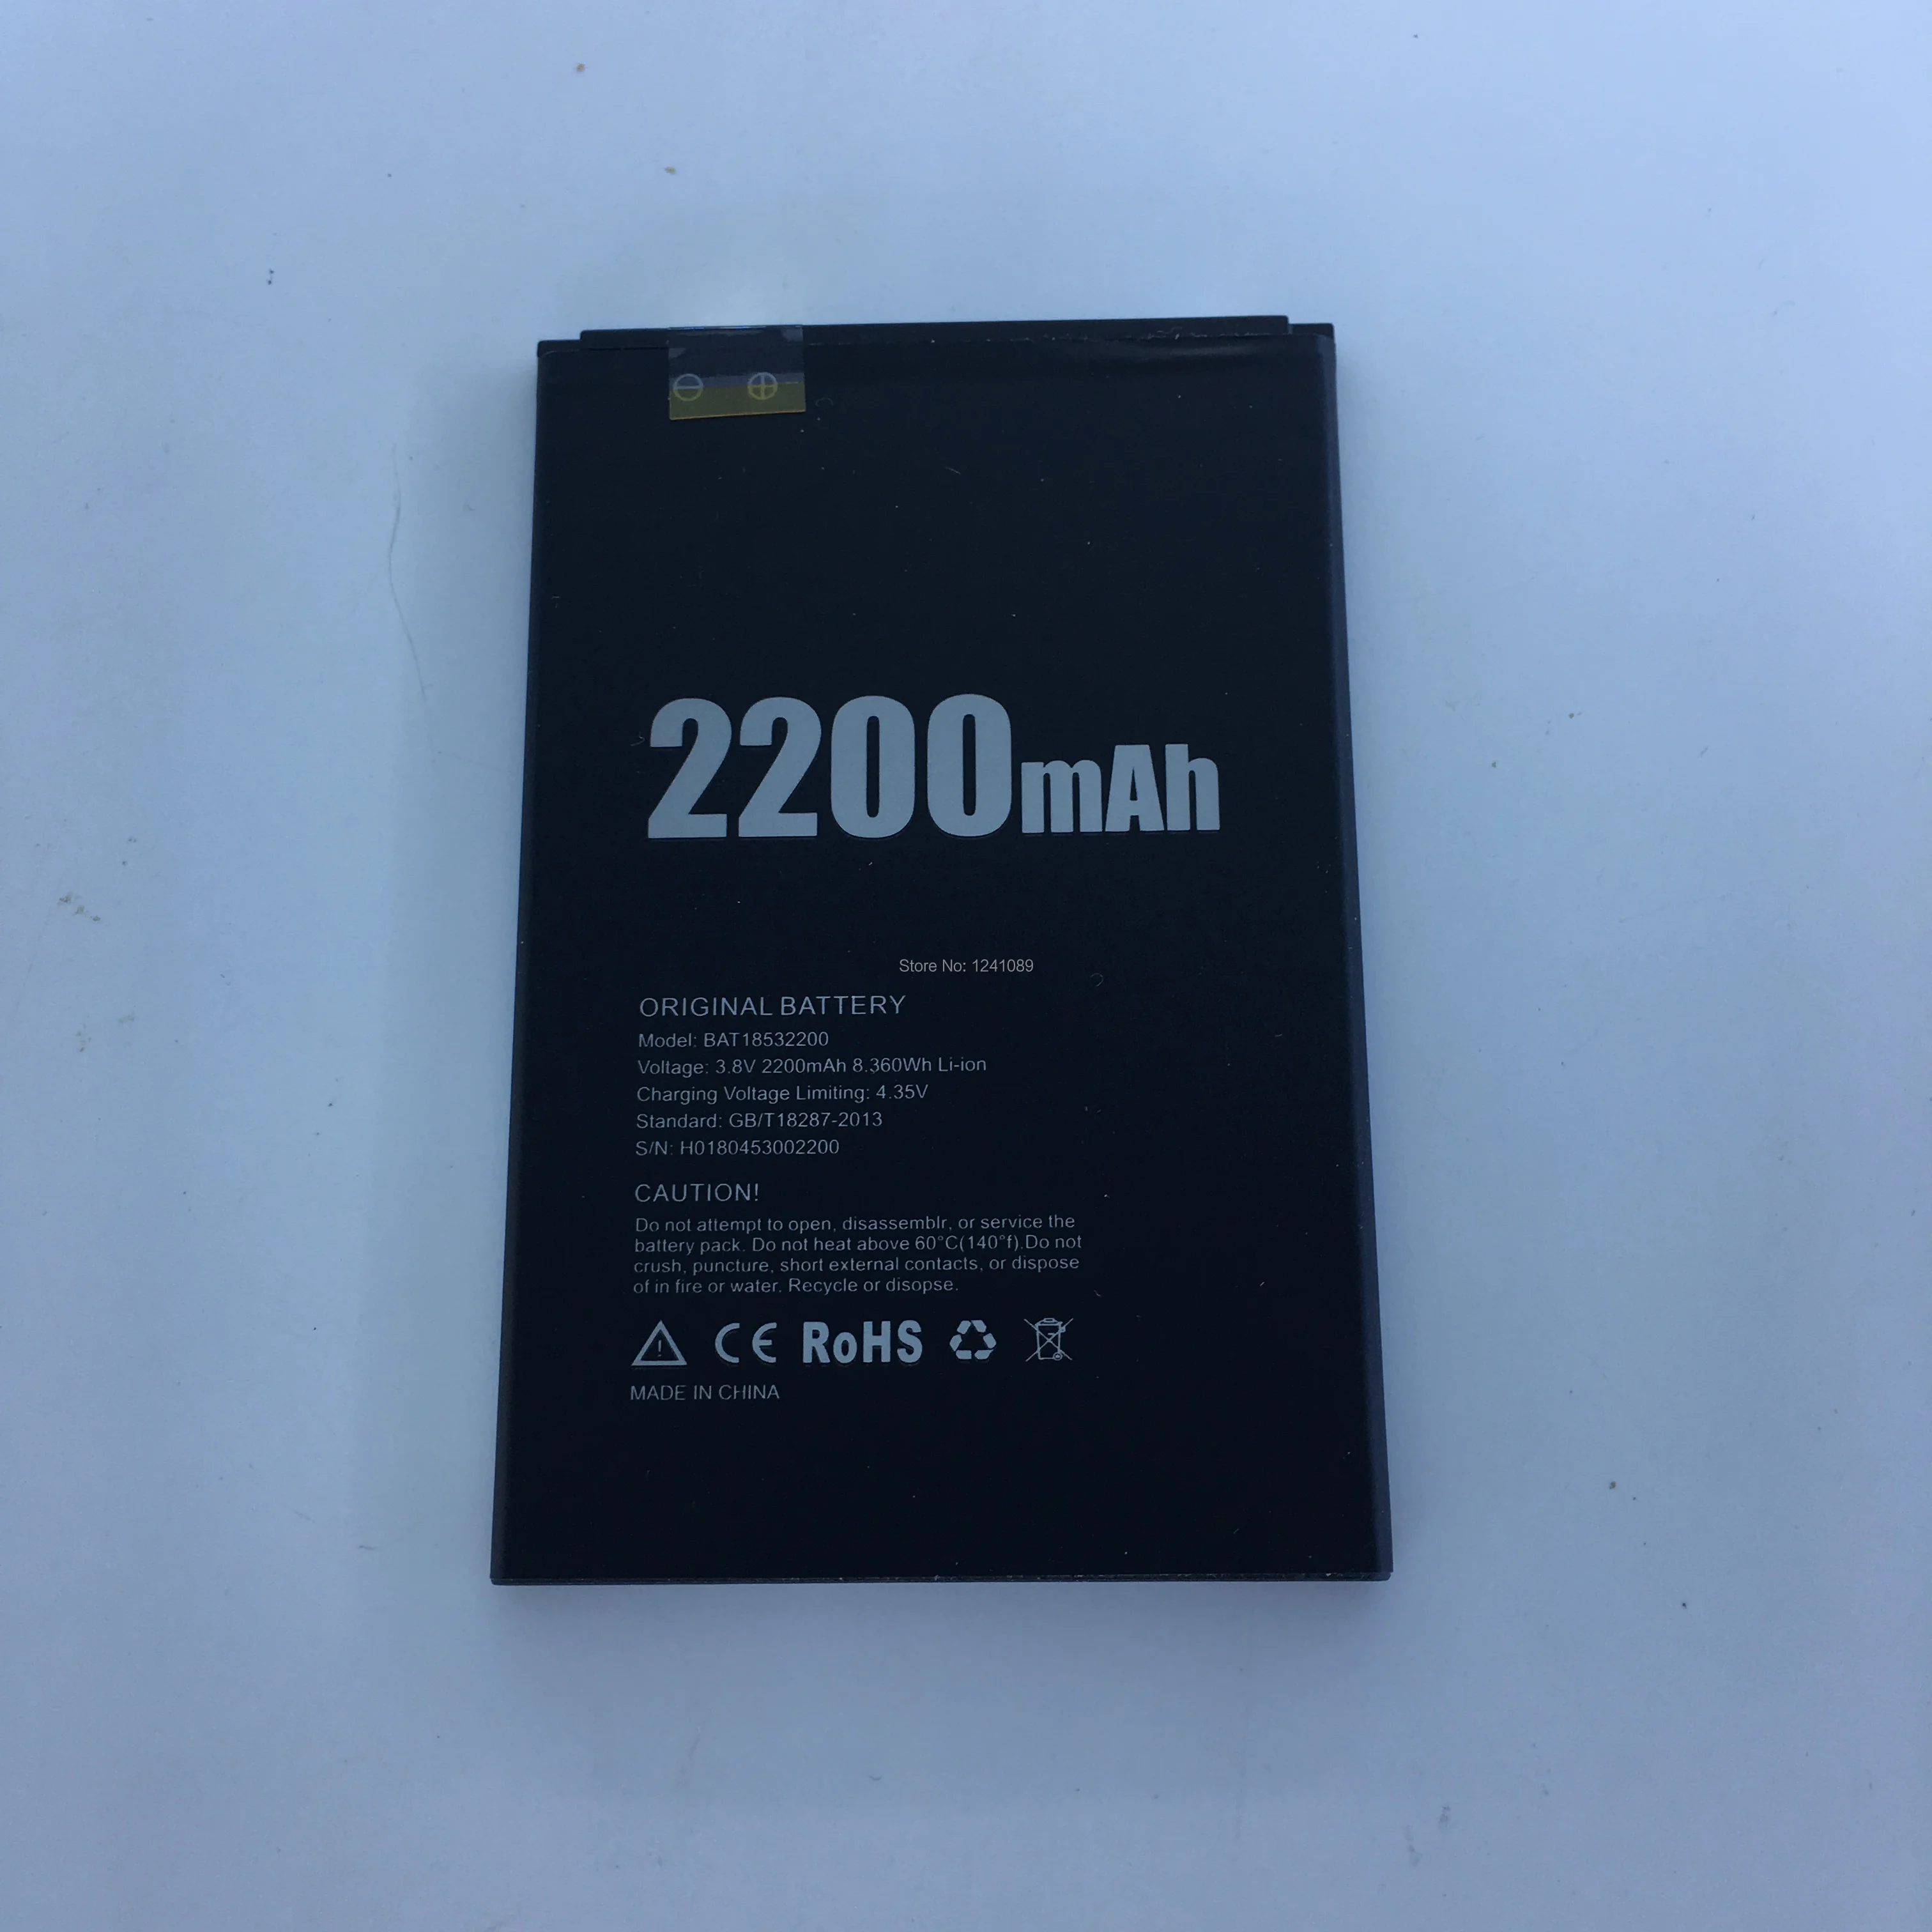 2200mAh
Store No: 1241089
ORIGINAL BATTERY
Model: BAT18532200
Voltage: 3.8V 2200mAh 8.360Wh Li-ion
Charging Voltage Limiting: 4.35V
Standard: GB/T18287-2013
S/N: H0180453002200
CAUTION!
Do not attempt to open, disassemblr, or service the
battery pack. Do not heat above 60°C(140°f).Do not
crush, puncture, short external contacts, or dispose
of in fire or water. Recycle or disopse.
CE RoHS
MADE IN CHINA